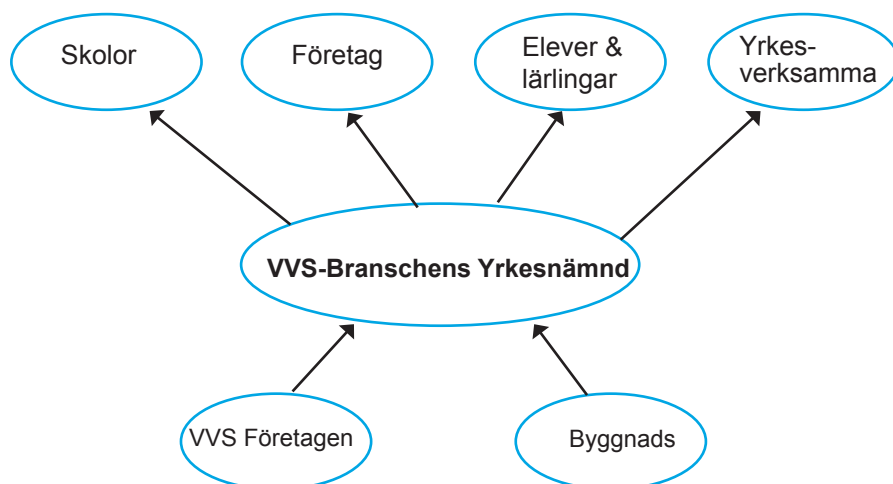 Skolor
Företag
Elever &
lärlingar
Yrkes-
verksamma
VVS-Branschens Yrkesnämnd
VVS Företagen
Byggnads